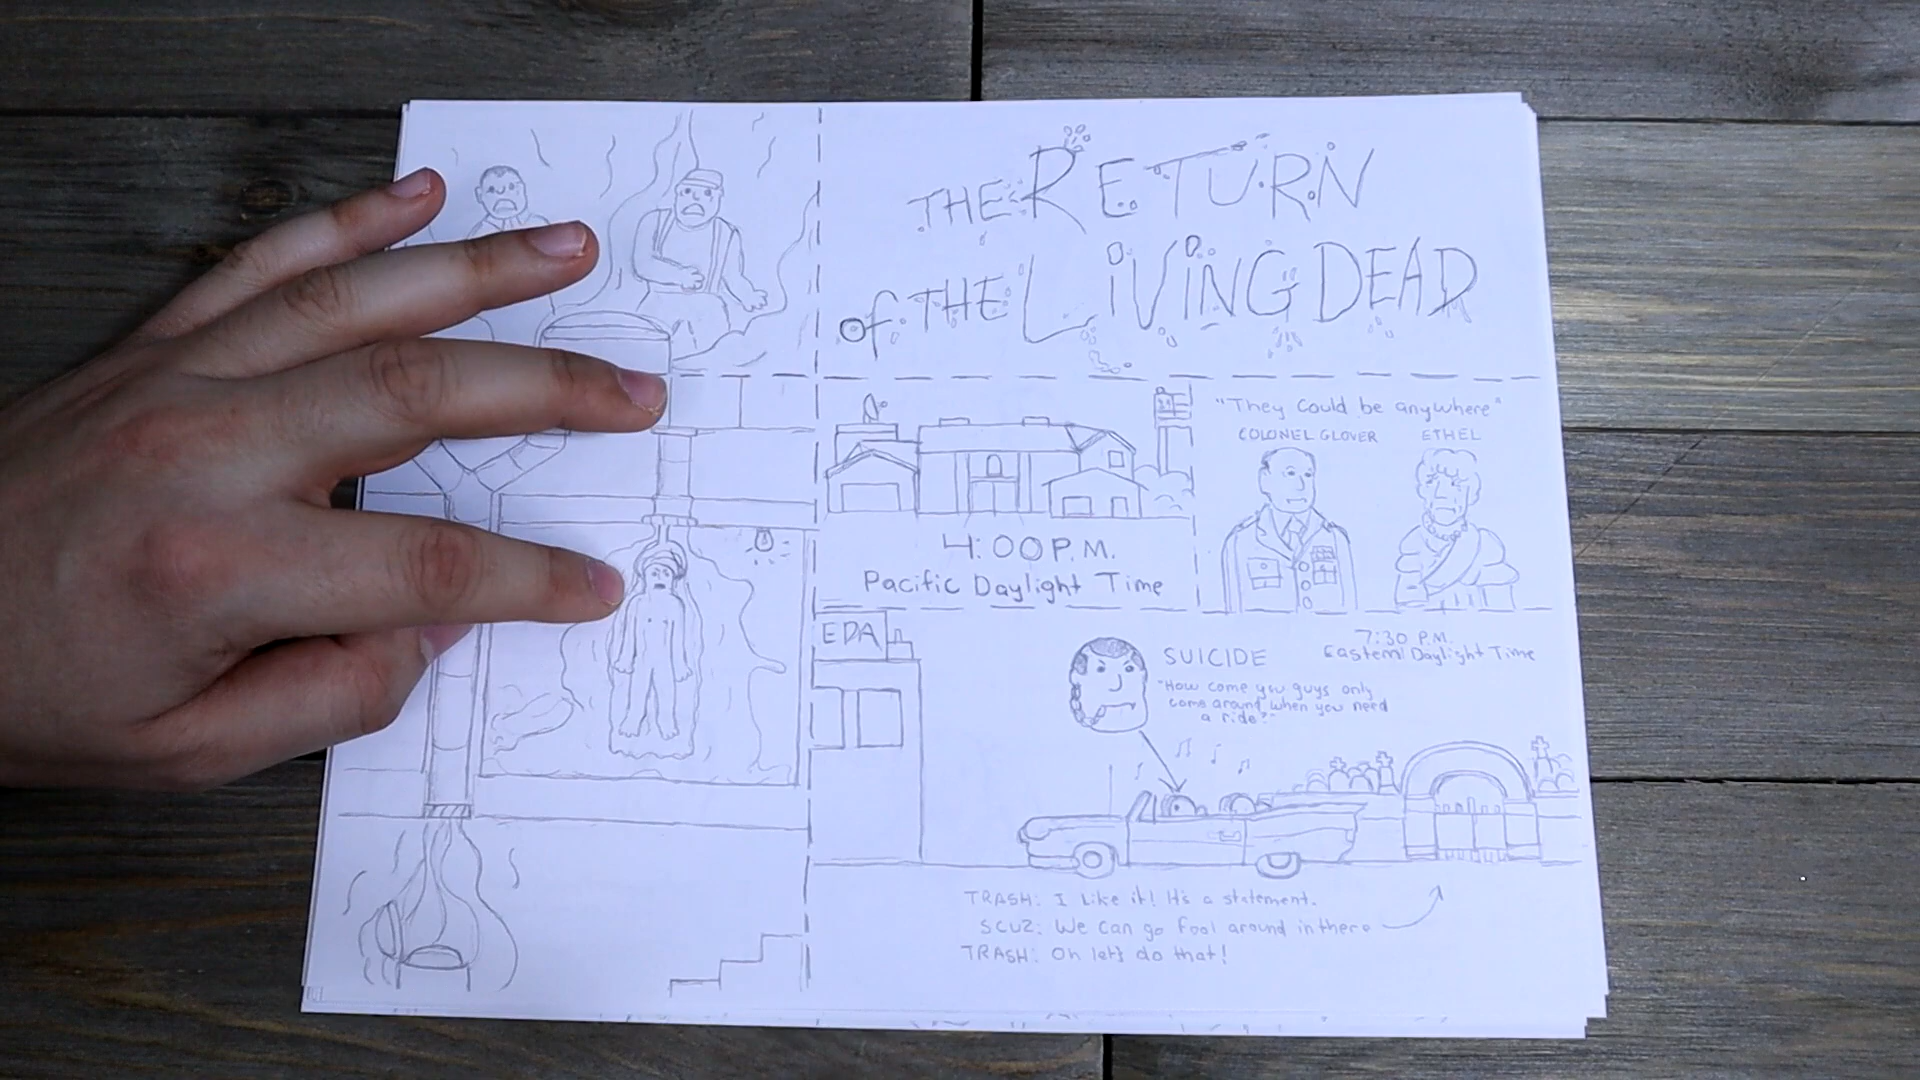 THE RETURN
of THE LiViNG DEAD
4:00 P.M.
Pacific Daylight Time
"They could be anywhere"
COLONEL GLOVER ETHEL
EDA
SUICIDE
"How come you guys only
come around when you need
a ride?"
7:30 P.M.
Eastern Daylight Time
TRASH: I like it! It's a statement.
SCUZ: We can go fool around in there
TRASH: Oh let's do that!